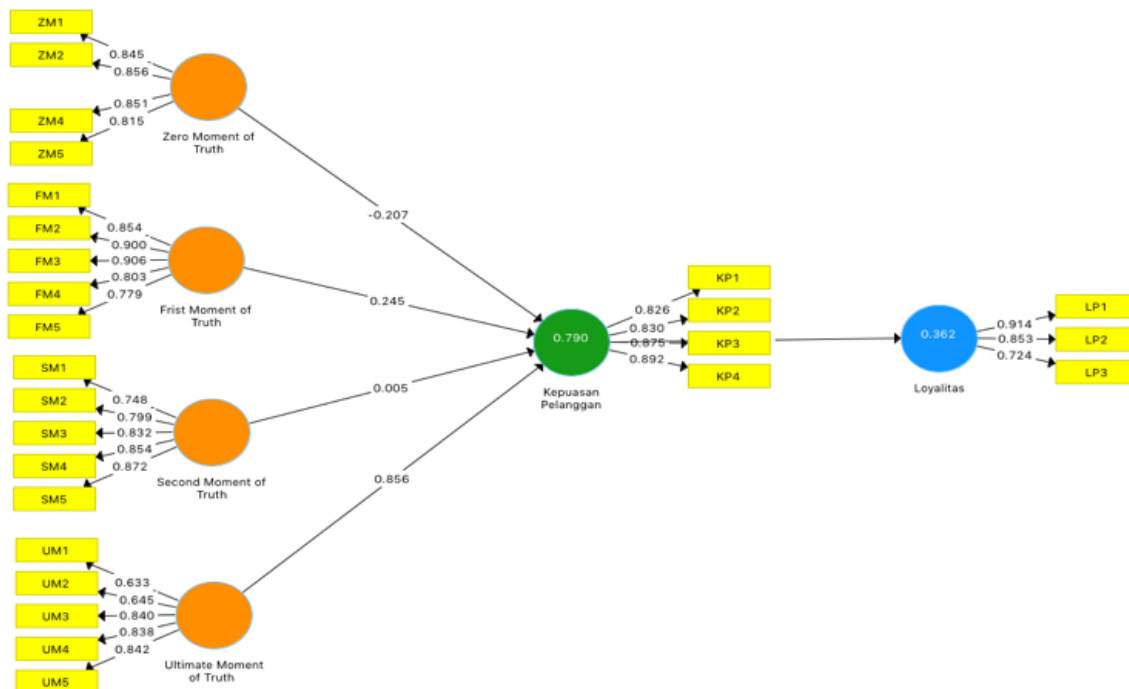 ZM1
ZM2
ZM4
ZM5
0.845
0.856
0.851
0.815
Zero Moment of
Truth
-0.207
FM1
FM2
FM3
FM4
FM5
0.854
0.900
0.906
0.803
0.779
Frist Moment of
Truth
0.245
SM1
SM2
SM3
SM4
SM5
0.748
0.799
0.832
0.854
0.872
Second Moment of
Truth
0.005
UM1
UM2
UM3
UM4
UM5
0.633
0.645
0.840
0.838
0.842
Ultimate Moment
of Truth
0.856
0.790
Kepuasan
Pelanggan
0.826
0.830
0.875
0.892
KP1
KP2
KP3
KP4
0.362
Loyalitas
0.914
0.853
0.724
LP1
LP2
LP3